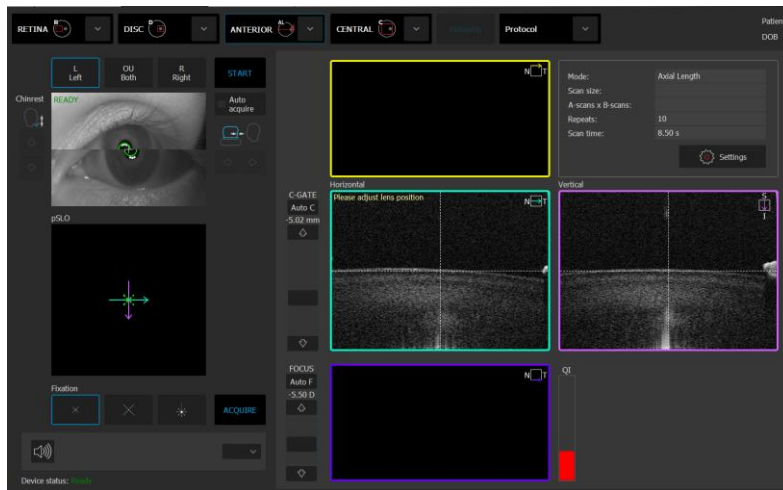 RETINA R
DISC D
ANTERIOR AL
CENTRAL C
Protocol
Patien
DOB
L
Left
OU
Both
R
Right
START
Chinrest
READY
Auto
acquire
pSLO
Fixation
ACQUIRE
Device status: Ready
N T
Mode: Axial Length
Scan size:
A-scans x B-scans:
Repeats: 10
Scan time: 8.50 s
Settings
C-GATE
Auto C
-5.02 mm
Horizontal
Please adjust lens position
N T
Vertical
S
I
FOCUS
Auto F
-5.50 D
N T
QI